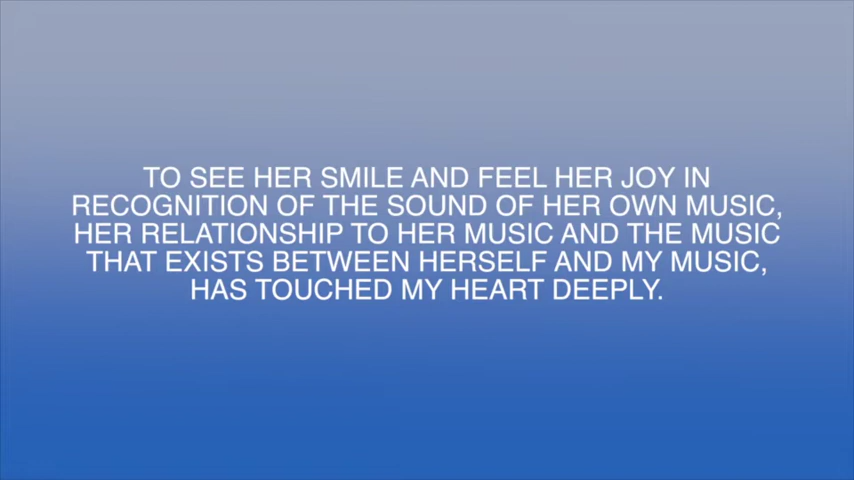 TO SEE HER SMILE AND FEEL HER JOY IN
RECOGNITION OF THE SOUND OF HER OWN MUSIC,
HER RELATIONSHIP TO HER MUSIC AND THE MUSIC
THAT EXISTS BETWEEN HERSELF AND MY MUSIC,
HAS TOUCHED MY HEART DEEPLY.